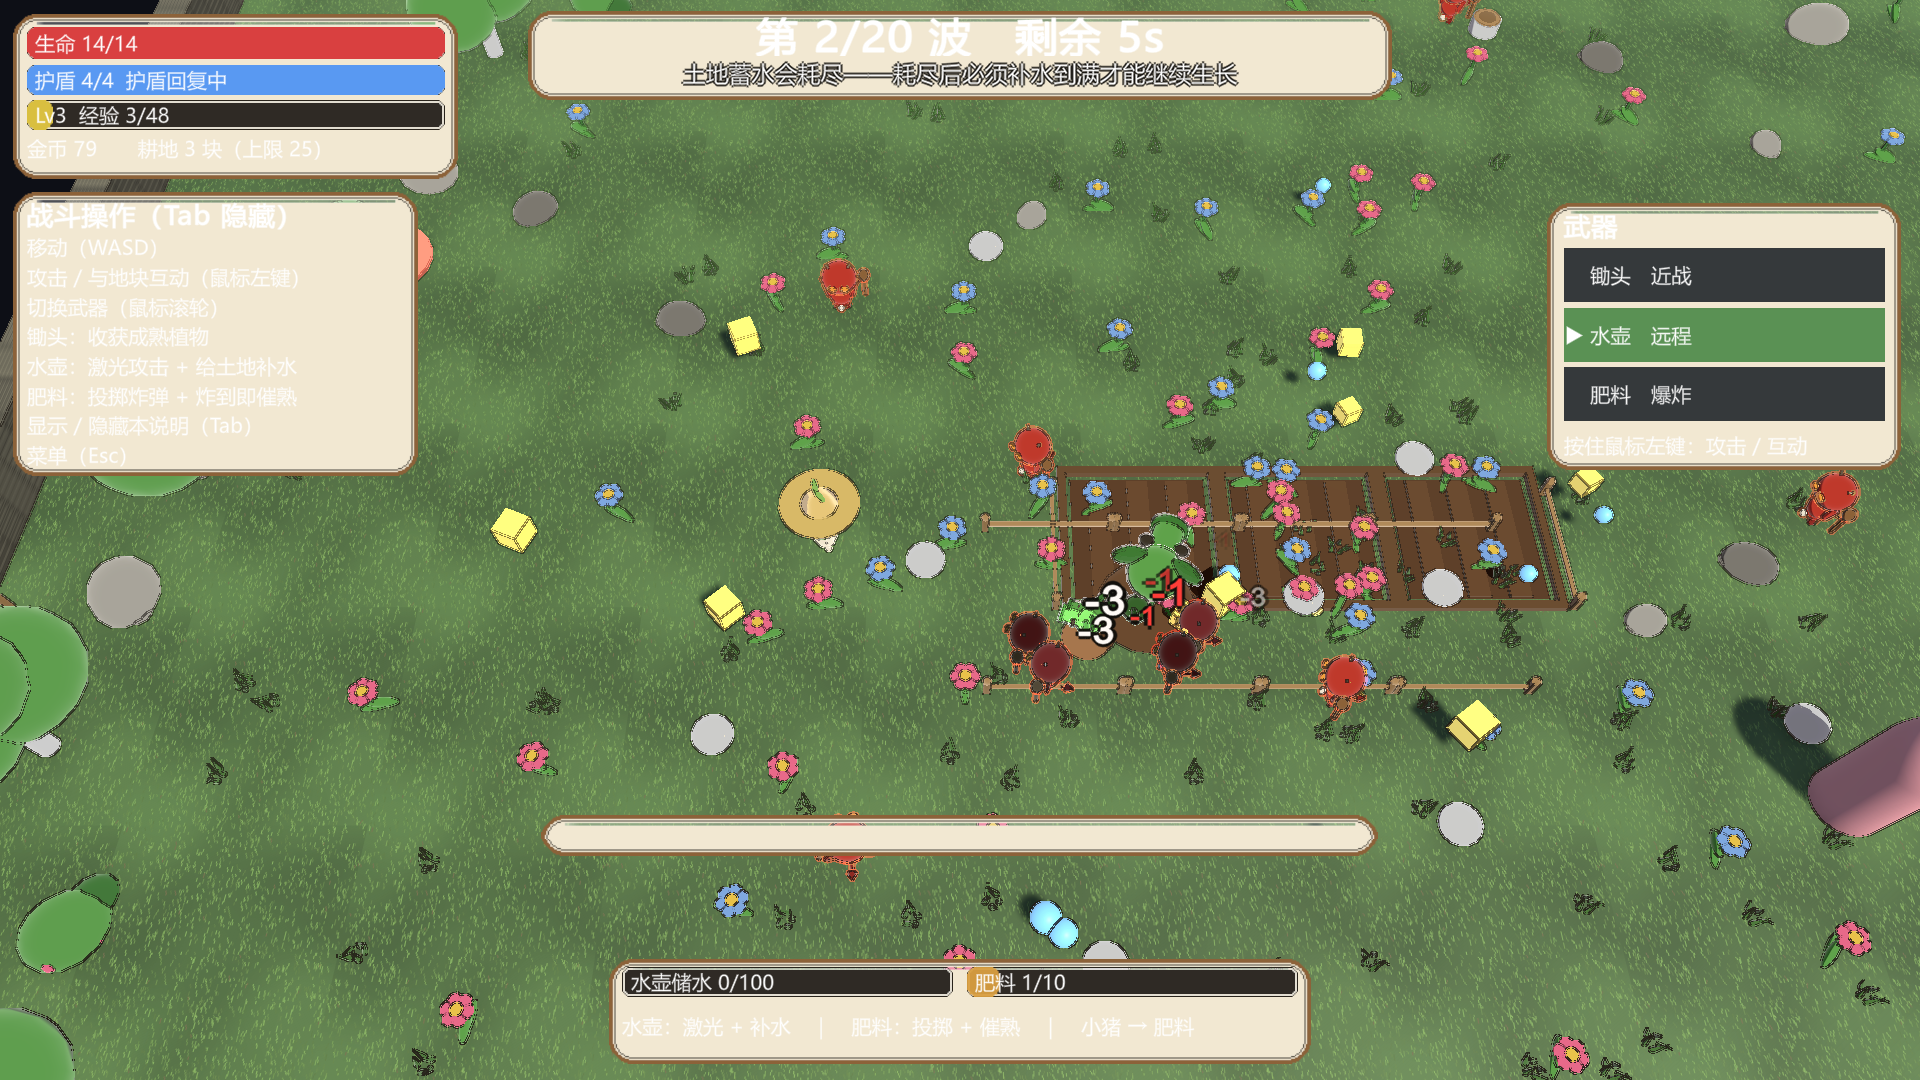 生命 14/14
护盾 4/4 护盾回复中
Lv3 经验 3/48
金币 79 耕地 3 块（上限 25）
第 2/20 波 剩余 5s
土地蓄水会耗尽——耗尽后必须补水到满才能继续生长
战斗操作（Tab 隐藏）
移动（WASD）
攻击 / 与地块互动（鼠标左键）
切换武器（鼠标滚轮）
锄头：收获成熟植物
水壶：激光攻击 + 给土地补水
肥料：投掷炸弹 + 炸到即催熟
显示 / 隐藏本说明（Tab）
菜单（Esc）
武器
锄头 近战
▶ 水壶 远程
肥料 爆炸
按住鼠标左键：攻击 / 互动
-1
-1
-3
-3
-1
-3
水壶储水 0/100
肥料 1/10
水壶：激光 + 补水 | 肥料：投掷 + 催熟 | 小猪 → 肥料